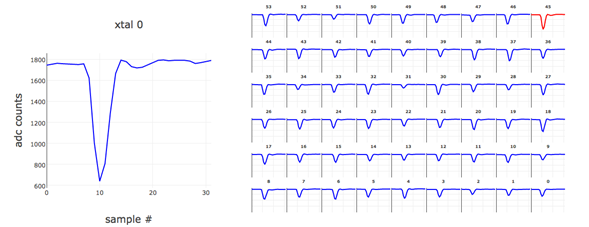 xtal 0
adc counts
1800
1600
1400
1200
1000
800
600
0 10 20 30
sample #
53 52 51 50 49 48 47 46 45
44 43 42 41 40 39 38 37 36
35 34 33 32 31 30 29 28 27
26 25 24 23 22 21 20 19 18
17 16 15 14 13 12 11 10 9
8 7 6 5 4 3 2 1 0